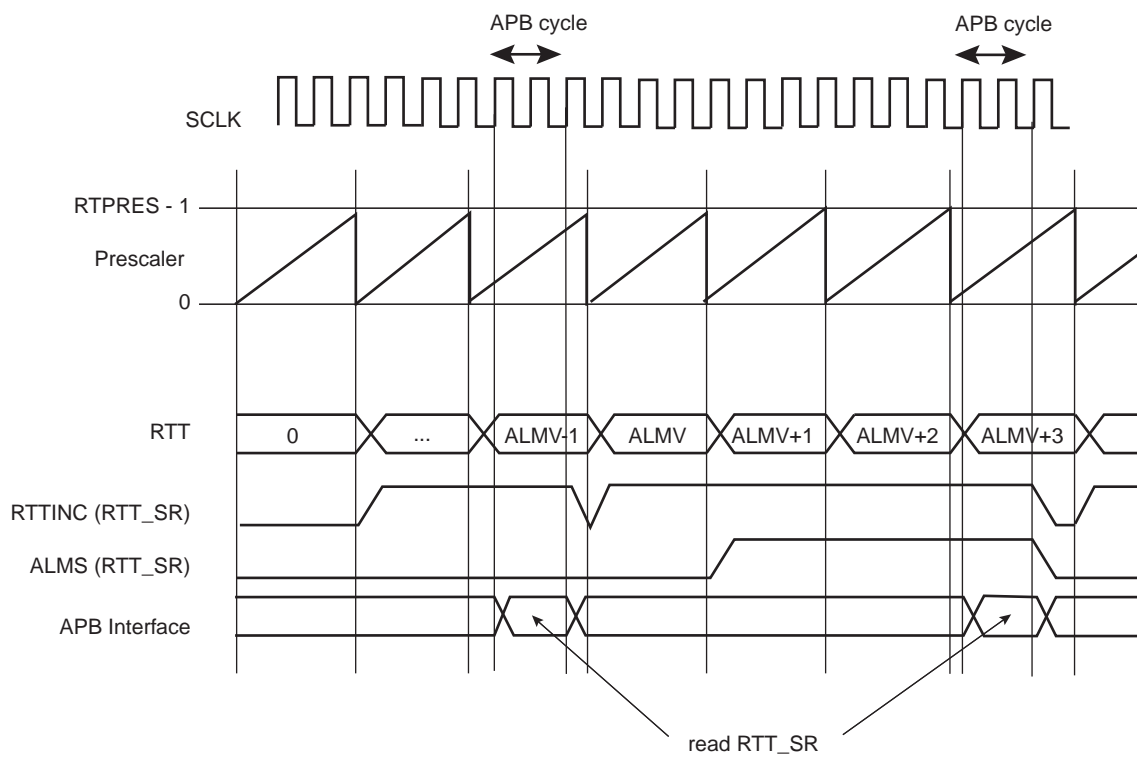 APB cycle APB cycle
SCLK
RTPRES - 1
Prescaler
0
RTT 0 ... ALMV-1 ALMV ALMV+1 ALMV+2 ALMV+3
RTTINC (RTT_SR)
ALMS (RTT_SR)
APB Interface
read RTT_SR